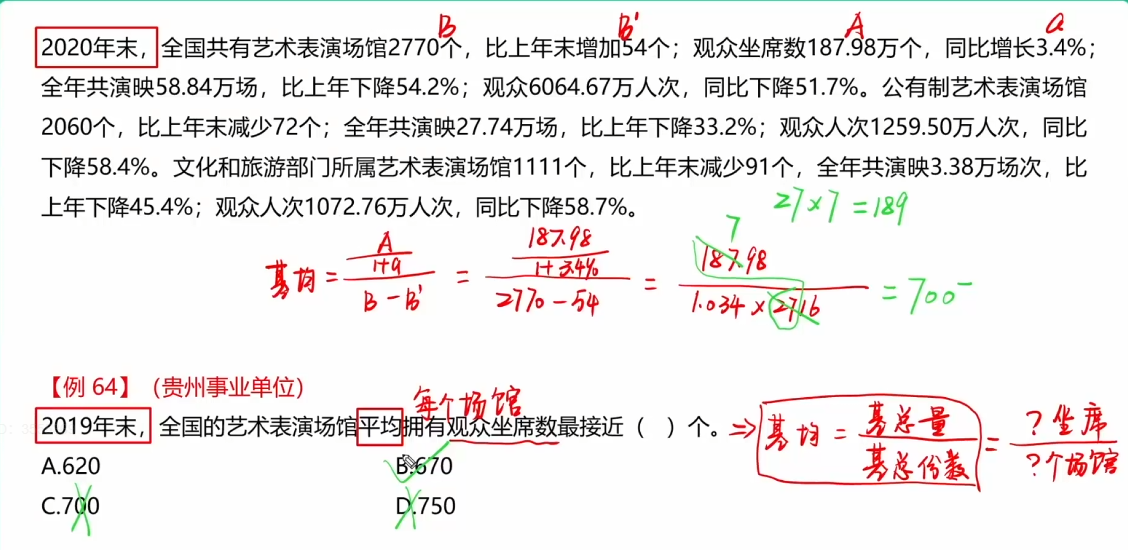 B B' A a
2020年末，全国共有艺术表演场馆2770个，比上年末增加54个；观众坐席数187.98万个，同比增长3.4%；
全年共演映58.84万场，比上年下降54.2%；观众6064.67万人次，同比下降51.7%。公有制艺术表演场馆
2060个，比上年末减少72个；全年共演映27.74万场，比上年下降33.2%；观众人次1259.50万人次，同比
下降58.4%。文化和旅游部门所属艺术表演场馆1111个，比上年末减少91个，全年共演映3.38万场次，比
上年下降45.4%；观众人次1072.76万人次，同比下降58.7%。
27×7=189
7
A 187.98 187.98
1+a 1+3.4%
基均 = = = = 700⁻
B-B' 2770-54 1.034×2716
【例 64】（贵州事业单位）
每个场馆
2019年末，全国的艺术表演场馆平均拥有观众坐席数最接近（ ）个。
⇒ 基均 = 基总量 / 基总份数 = ?坐席 / ?个场馆
A.620 B.670
C.700 D.750